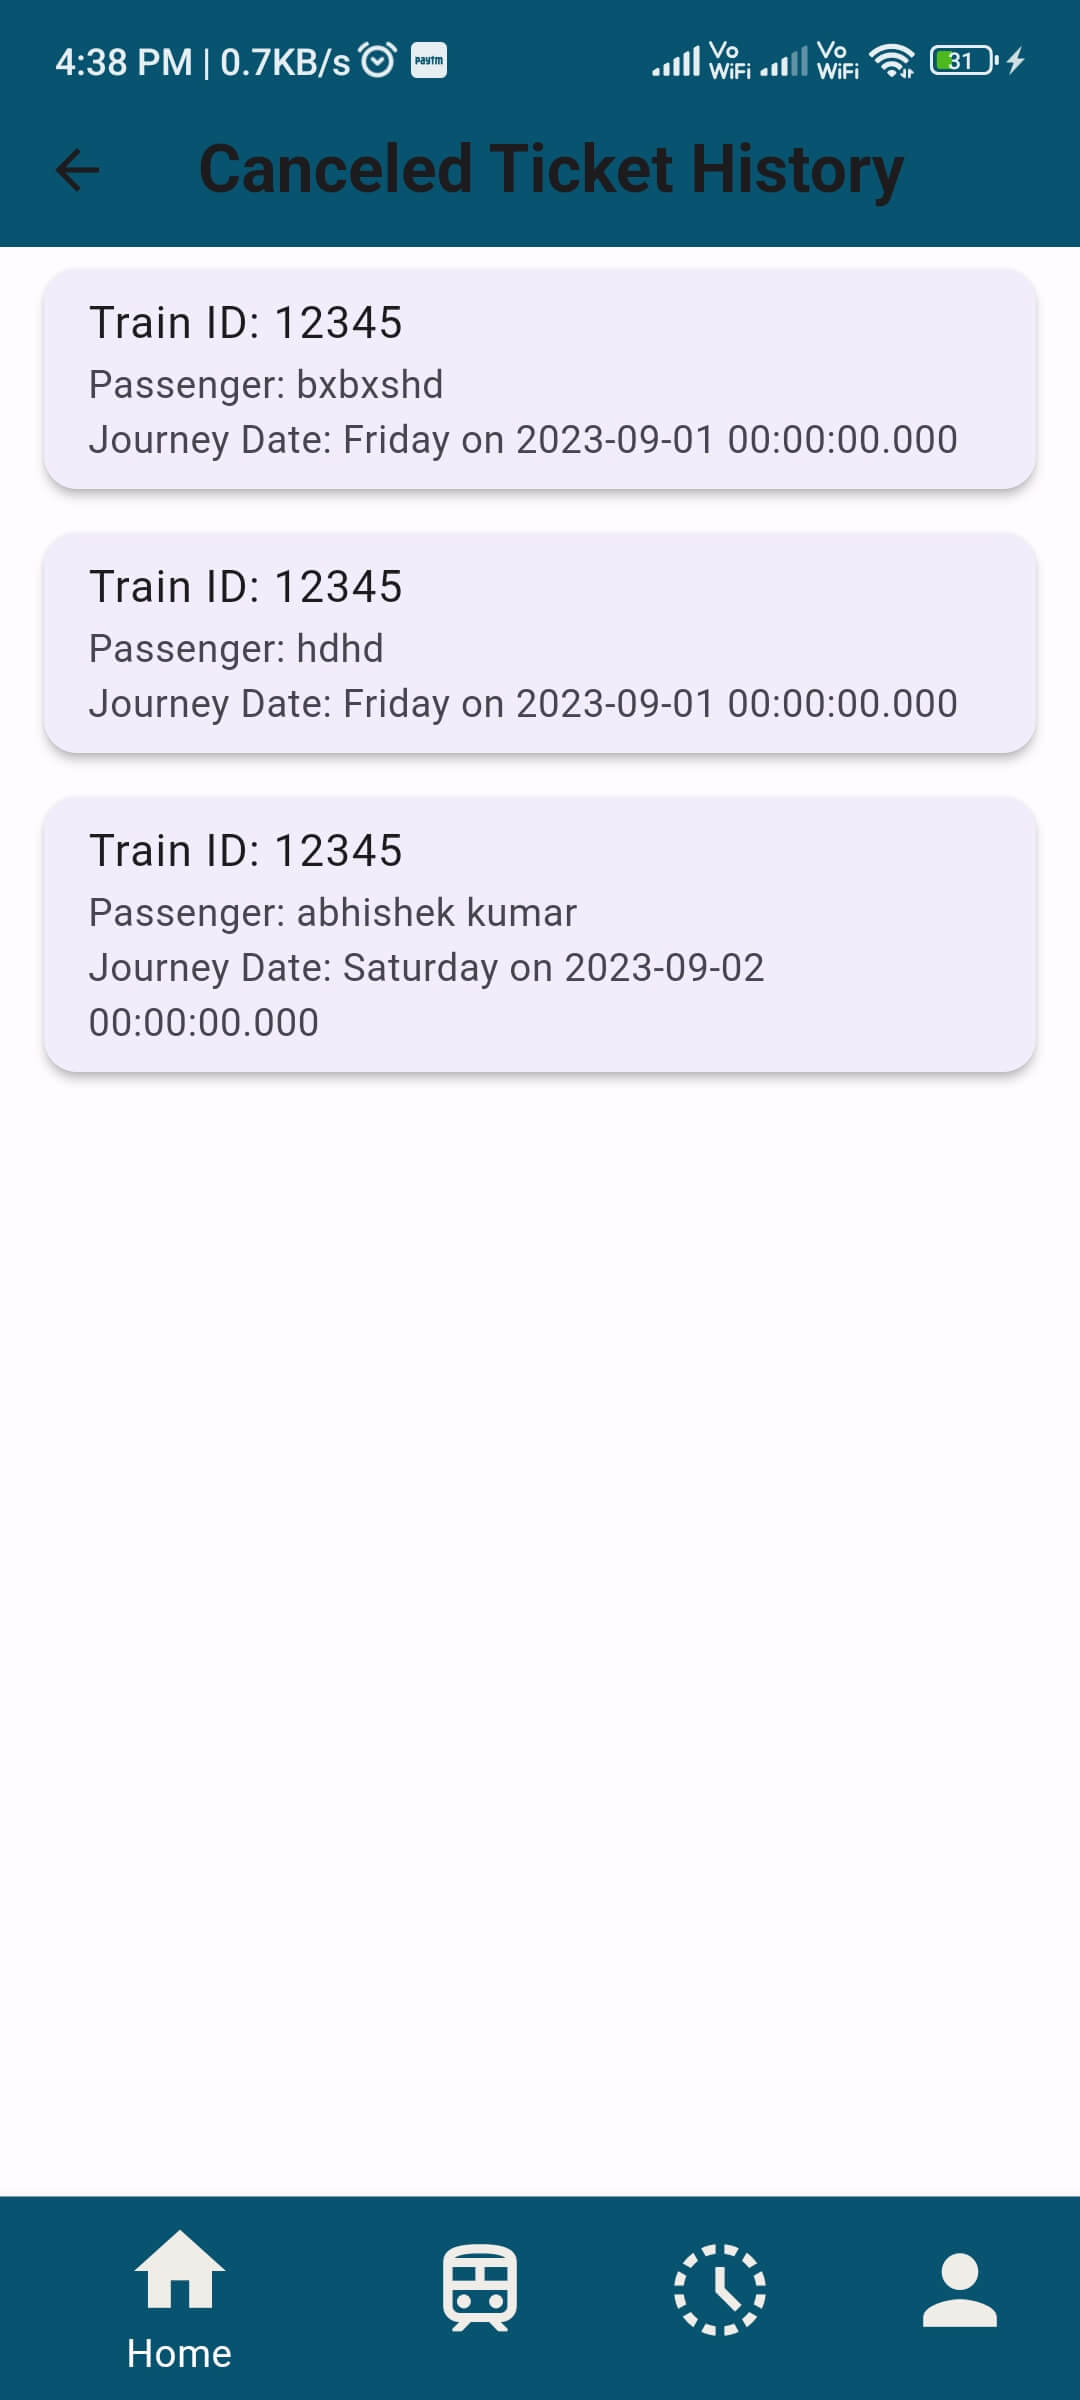 4:38 PM | 0.7KB/s paytm Vo WiFi Vo WiFi 31
Canceled Ticket History
Train ID: 12345
Passenger: bxbxshd
Journey Date: Friday on 2023-09-01 00:00:00.000
Train ID: 12345
Passenger: hdhd
Journey Date: Friday on 2023-09-01 00:00:00.000
Train ID: 12345
Passenger: abhishek kumar
Journey Date: Saturday on 2023-09-02
00:00:00.000
Home